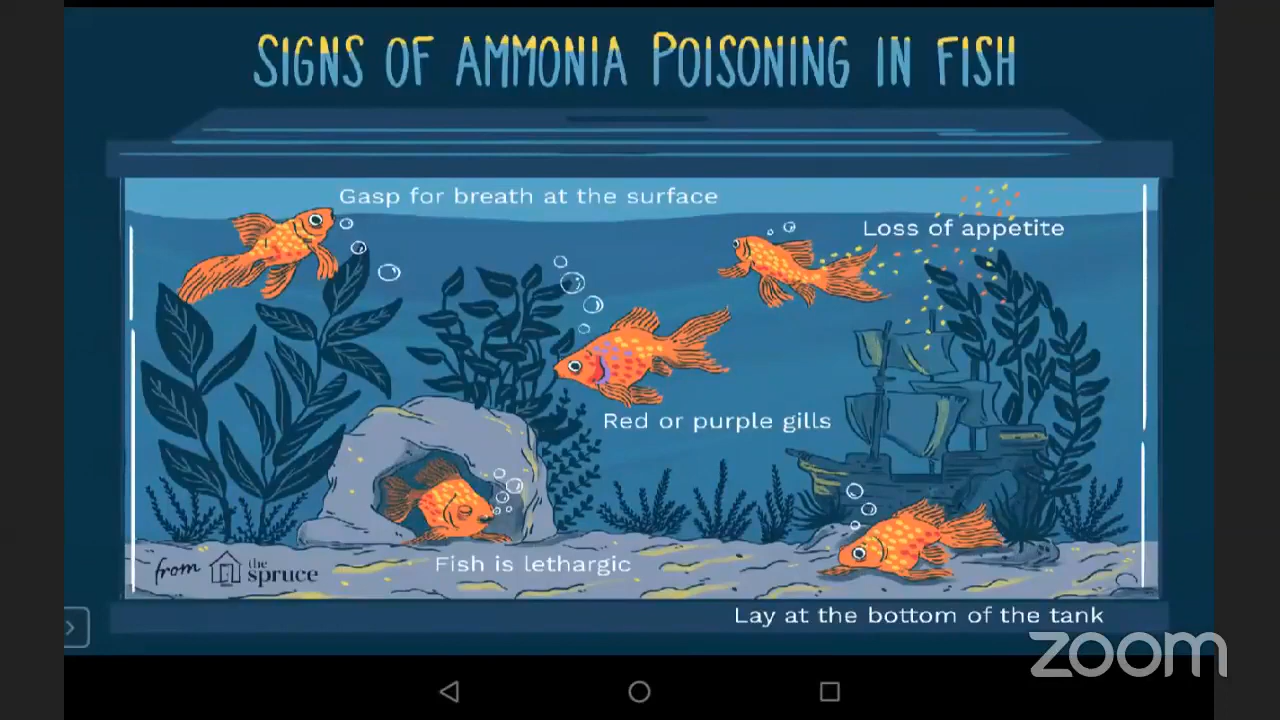 SIGNS OF AMMONIA POISONING IN FISH
Gasp for breath at the surface
Loss of appetite
Red or purple gills
Fish is lethargic
from the spruce
Lay at the bottom of the tank
zoom